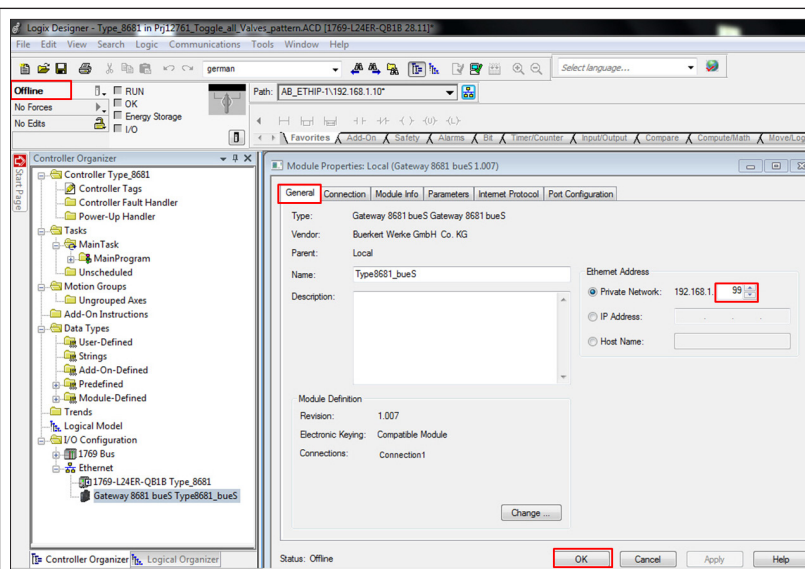 Logix Designer - Type_8681 in Prj12761_Toggle_all_Valves_pattern.ACD [1769-L24ER-QB1B 28.11]*
File Edit View Search Logic Communications Tools Window Help
german
Select language...
Offline
RUN
No Forces
OK
Energy Storage
No Edits
I/O
Path: AB_ETHIP-1\192.168.1.10*
Favorites Add-On Safety Alarms Bit Timer/Counter Input/Output Compare Compute/Math Move/Log
Start Page
Controller Organizer
Controller Type_8681
Controller Tags
Controller Fault Handler
Power-Up Handler
Tasks
MainTask
MainProgram
Unscheduled
Motion Groups
Ungrouped Axes
Add-On Instructions
Data Types
User-Defined
Strings
Add-On-Defined
Predefined
Module-Defined
Trends
Logical Model
I/O Configuration
1769 Bus
Ethernet
1769-L24ER-QB1B Type_8681
Gateway 8681 bueS Type8681_bueS
Controller Organizer Logical Organizer
Module Properties: Local (Gateway 8681 bueS 1.007)
General Connection Module Info Parameters Internet Protocol Port Configuration
Type: Gateway 8681 bueS Gateway 8681 bueS
Vendor: Buerkert Werke GmbH Co. KG
Parent: Local
Name: Type8681_bueS
Description:
Ethernet Address
Private Network: 192.168.1. 99
IP Address:
Host Name:
Module Definition
Revision: 1.007
Electronic Keying: Compatible Module
Connections: Connection1
Change ...
Status: Offline
OK Cancel Apply Help